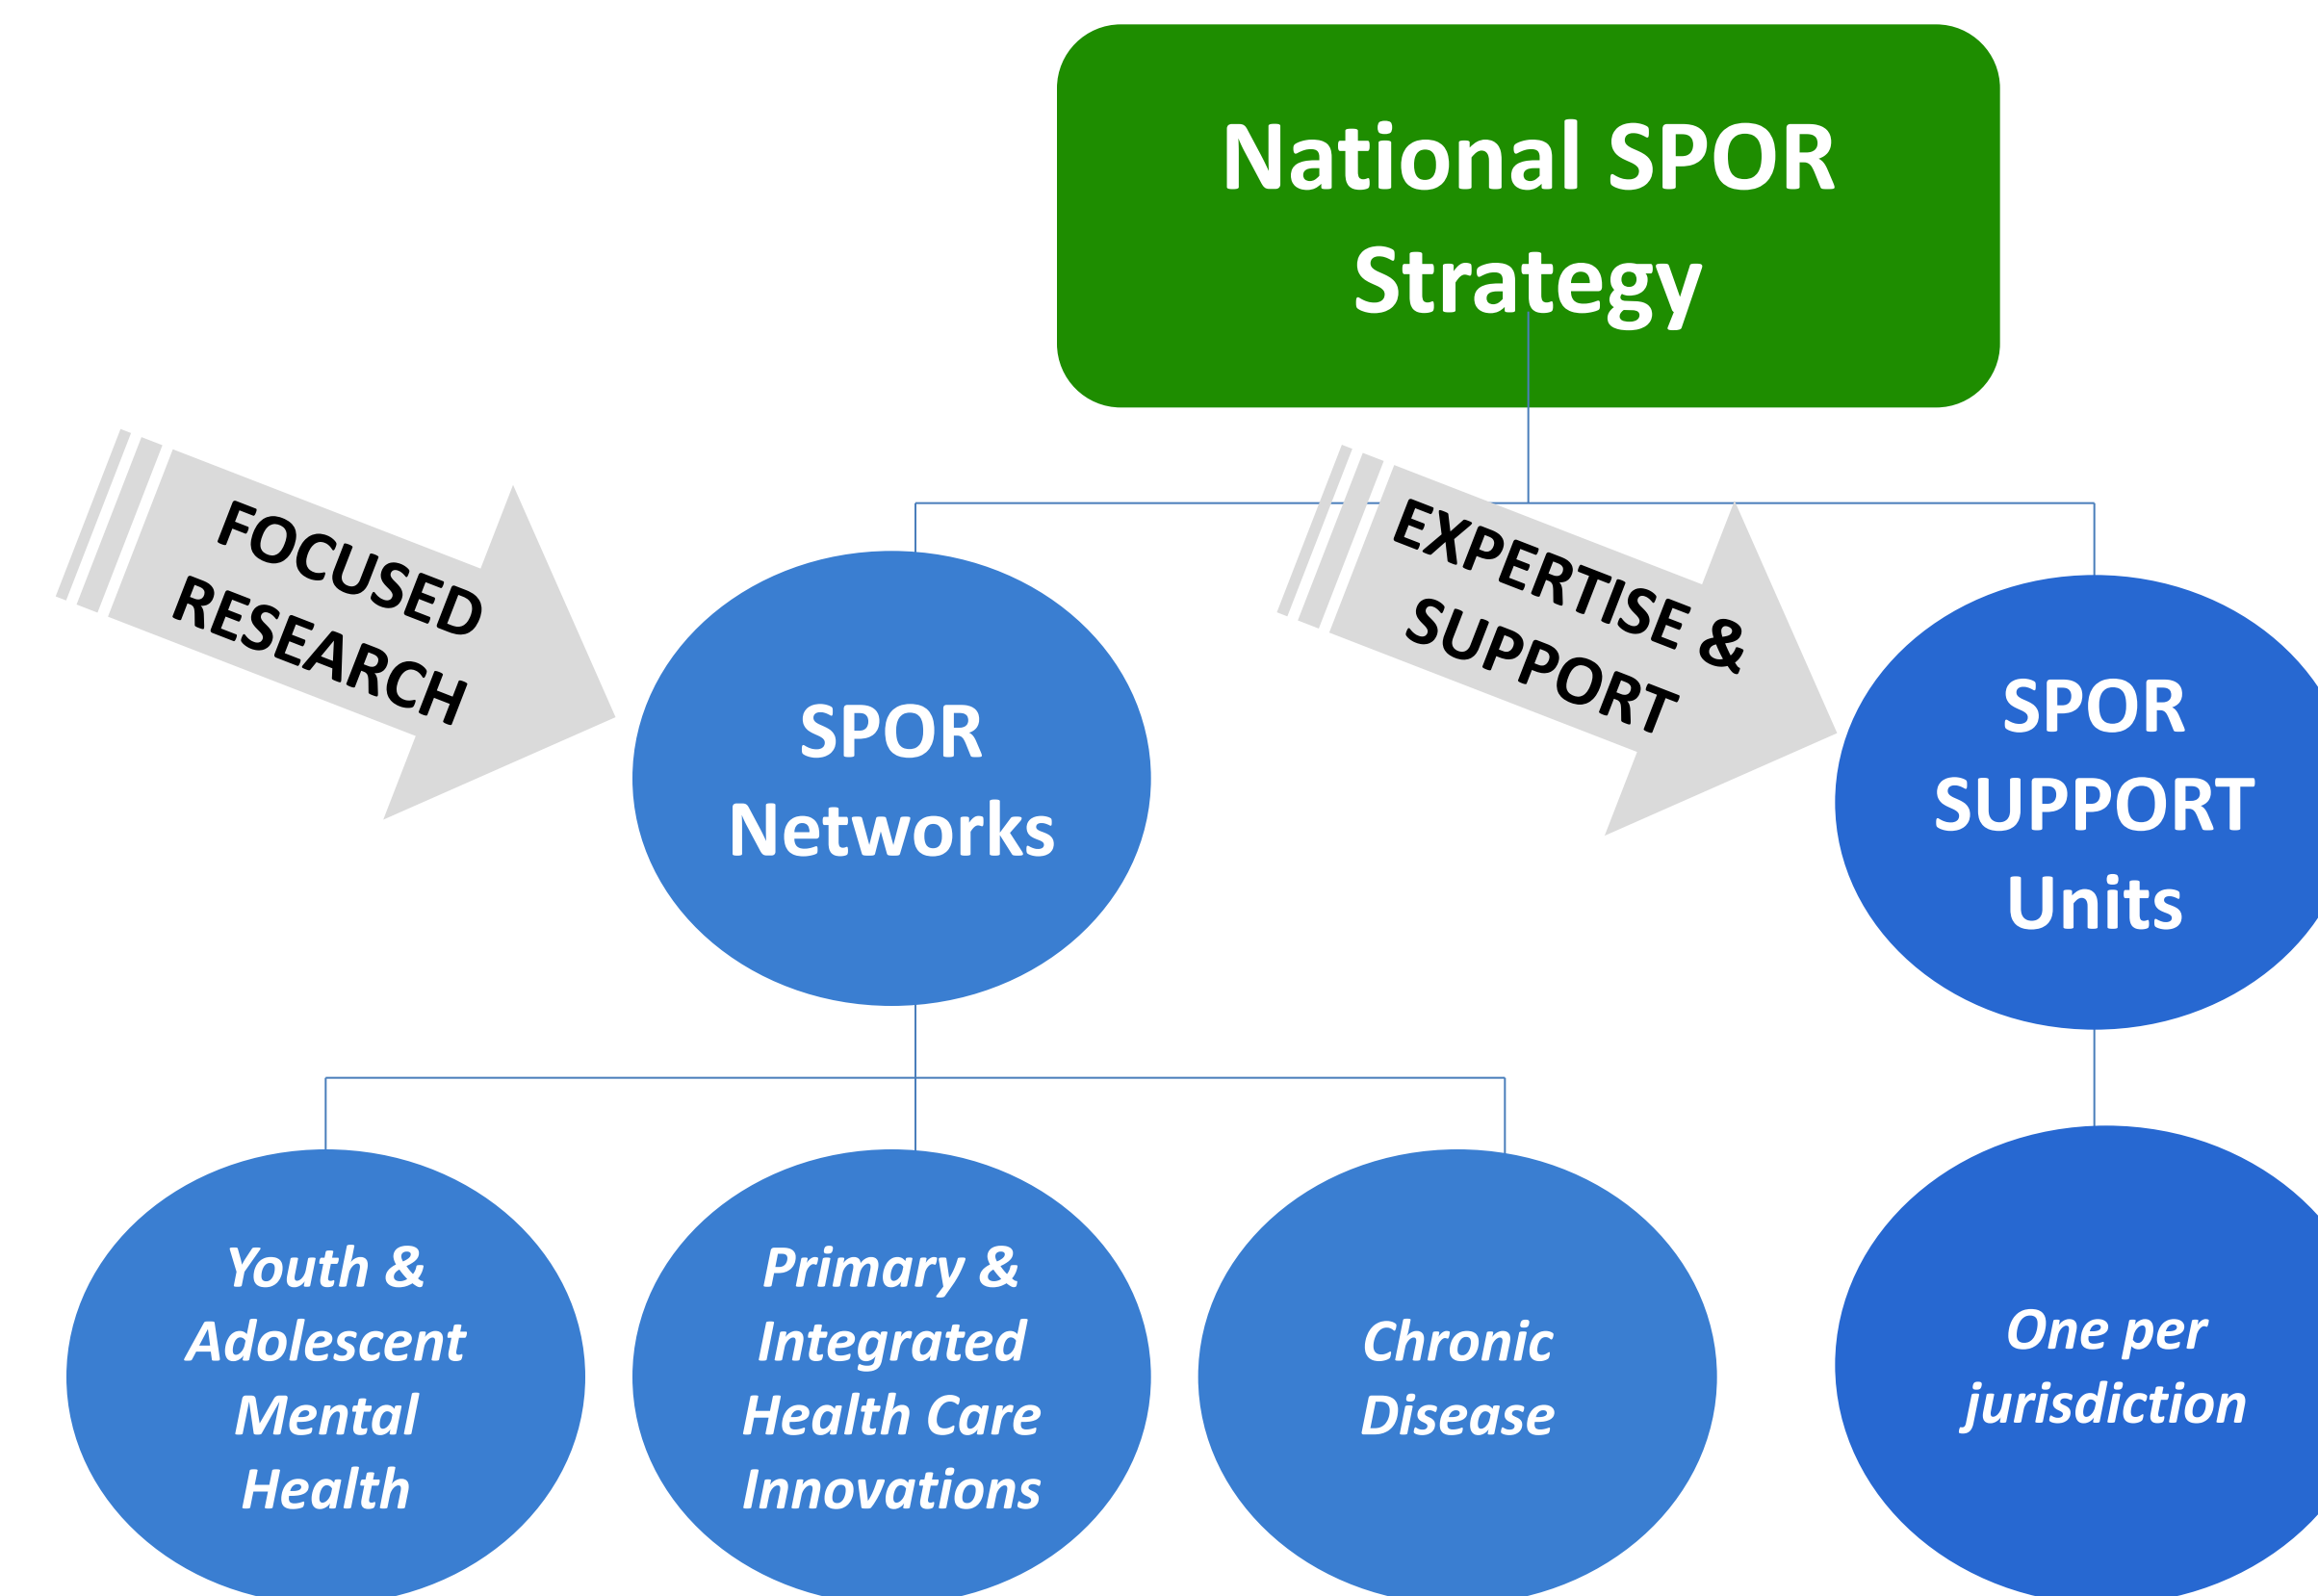 National SPOR
Strategy
FOCUSED
RESEARCH
EXPERTISE &
SUPPORT
SPOR
Networks
SPOR
SUPPORT
Units
Youth &
Adolescent
Mental
Health
Primary &
Integrated
Health Care
Innovations
Chronic
Disease
One per
jurisdiction